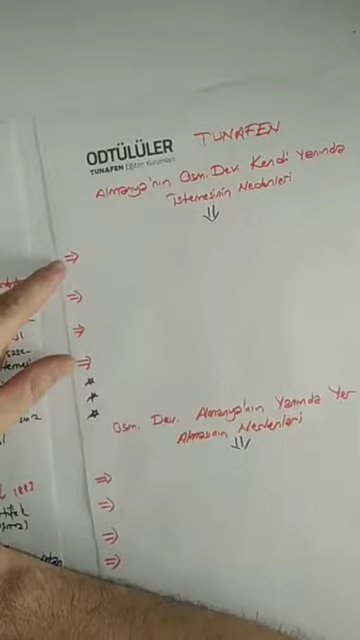 ODTÜLÜLER
TUNAFEN Eğitim Kurumları
TUNAFEN
Almanya'nın Osm. Dev. Kendi Yanında
İstemesinin Nedenleri
⇓
⇒
⇒
⇒
⇒
*
*
*
Osm. Dev. Almanya'nın Yanında Yer
Almasının Nedenleri
⇓
⇒
⇒
⇒
⇒
1882